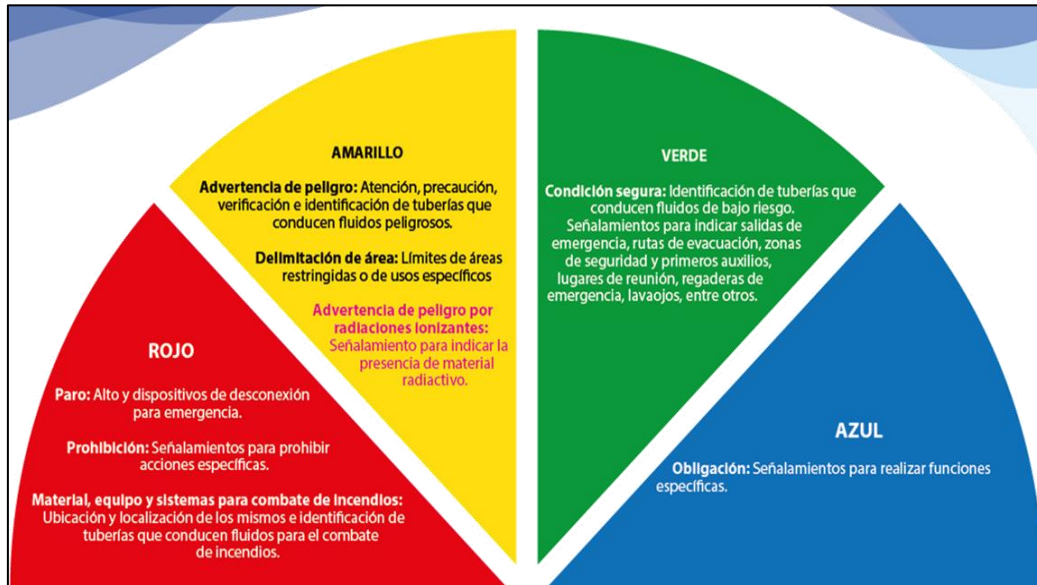 ROJO
Paro: Alto y dispositivos de desconexión
para emergencia.
Prohibición: Señalamientos para prohibir
acciones específicas.
Material, equipo y sistemas para combate de incendios:
Ubicación y localización de los mismos e identificación de
tuberías que conducen fluidos para el combate
de incendios.
AMARILLO
Advertencia de peligro: Atención, precaución,
verificación e identificación de tuberías que
conducen fluidos peligrosos.
Delimitación de área: Límites de áreas
restringidas o de usos específicos
Advertencia de peligro por
radiaciones ionizantes:
Señalamiento para indicar la
presencia de material
radiactivo.
VERDE
Condición segura: Identificación de tuberías que
conducen fluidos de bajo riesgo.
Señalamientos para indicar salidas de
emergencia, rutas de evacuación, zonas
de seguridad y primeros auxilios,
lugares de reunión, regaderas de
emergencia, lavaojos, entre otros.
AZUL
Obligación: Señalamientos para realizar funciones
específicas.